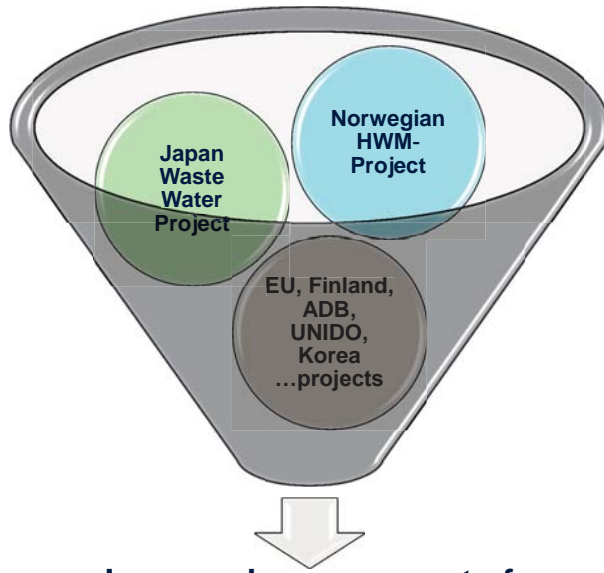 Japan
Waste
Water
Project
Norwegian
HWM-
Project
EU, Finland,
ADB,
UNIDO,
Korea
…projects